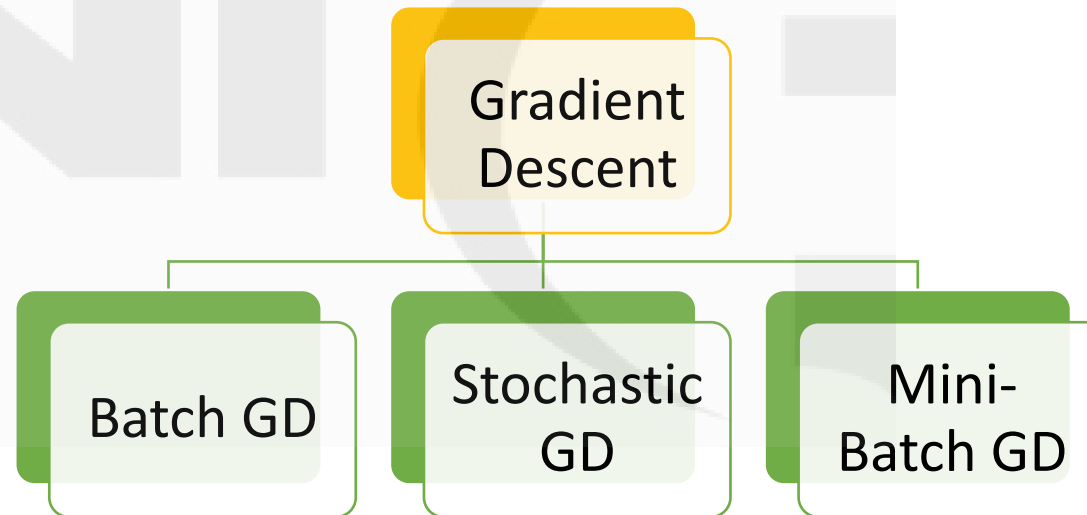 Gradient
Descent
Batch GD
Stochastic
GD
Mini-
Batch GD